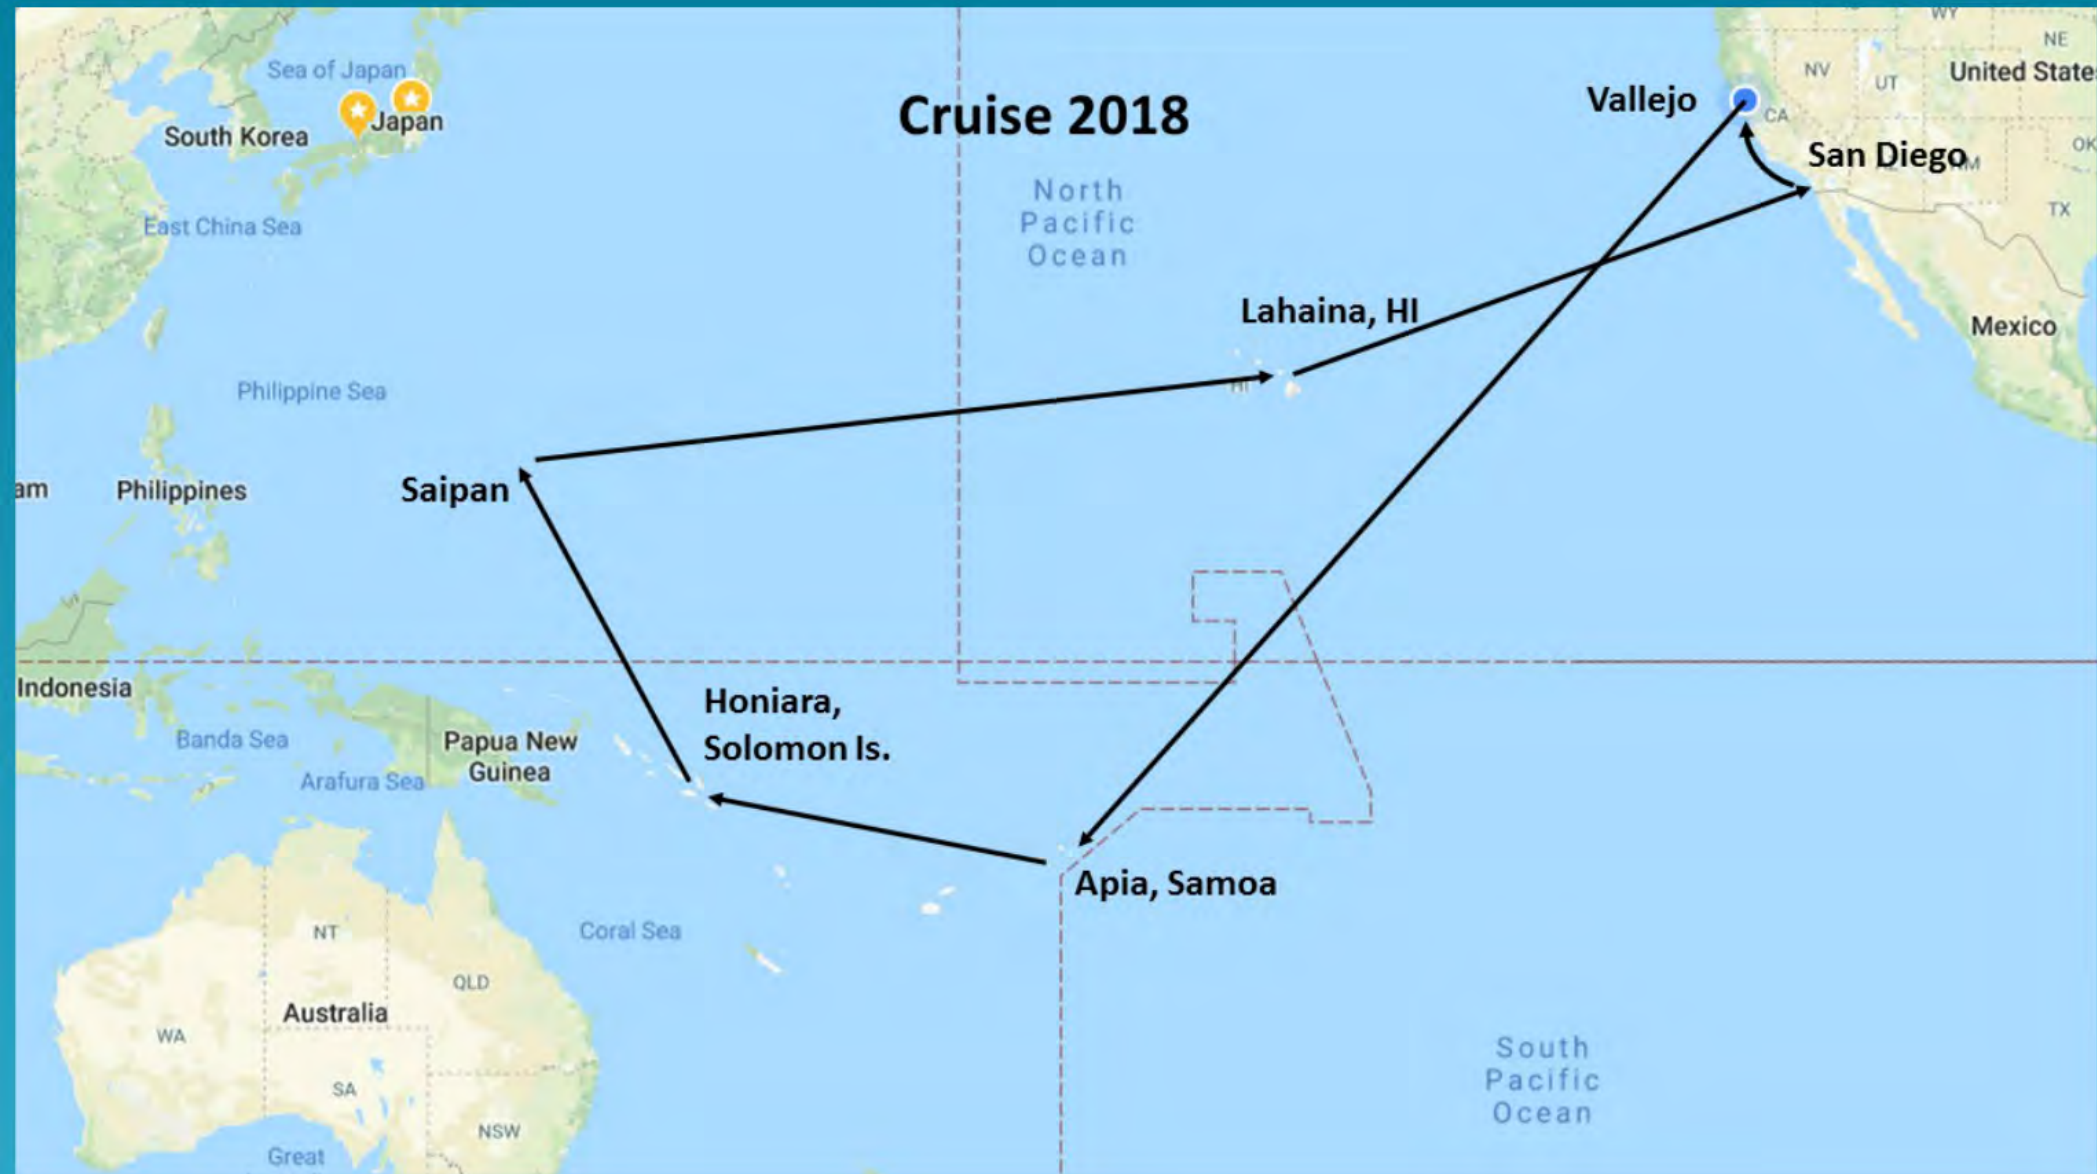 Cruise 2018
WY
NE
NV
UT
United State
Sea of Japan
Vallejo
CA
Japan
South Korea
San Diego
NM
OK
TX
East China Sea
North
Pacific
Ocean
Lahaina, HI
Mexico
Philippine Sea
HI
Saipan
am
Philippines
Indonesia
Honiara,
Solomon Is.
Banda Sea
Papua New
Guinea
Arafura Sea
Apia, Samoa
Coral Sea
NT
QLD
Australia
WA
SA
South
Pacific
Ocean
NSW
Great